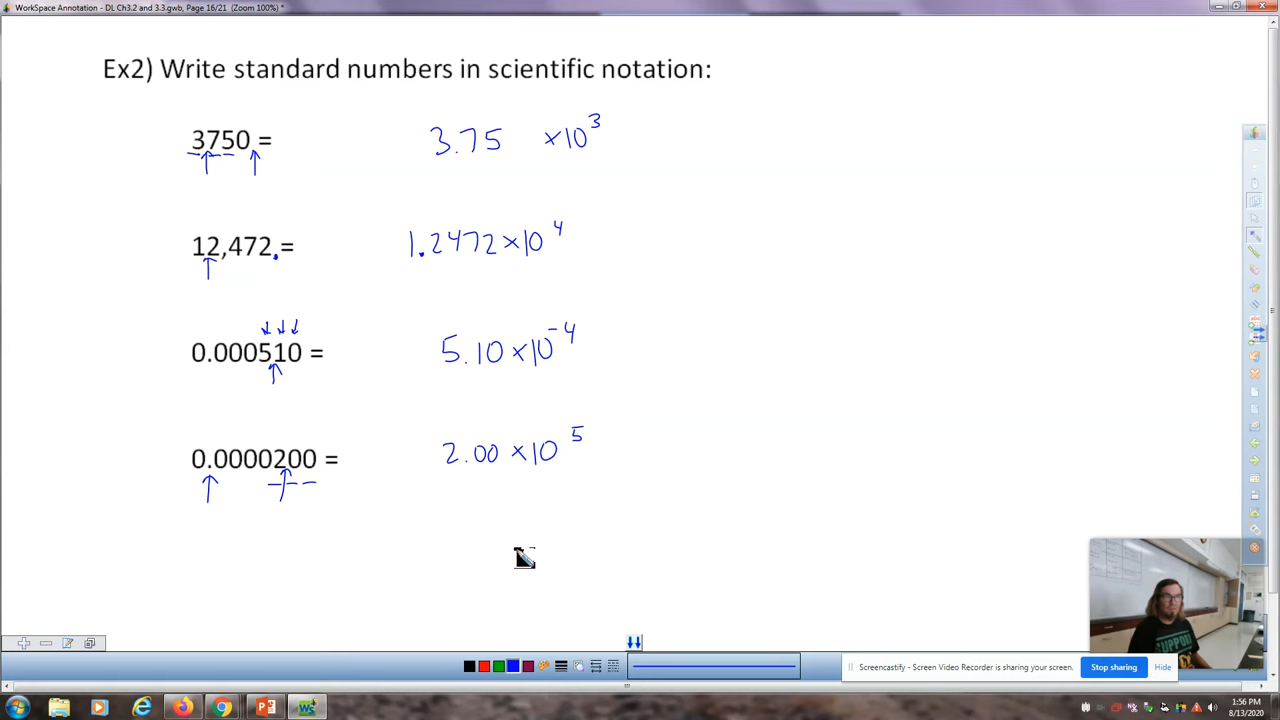 WorkSpace Annotation - DL Ch3.2 and 3.3.gwb, Page 16/21 (Zoom 100%) *
Ex2) Write standard numbers in scientific notation:
3750 = 3.75 ×10³
12,472. = 1.2472×10⁴
0.000510 = 5.10×10⁻⁴
0.0000200 = 2.00×10⁵
Screencastify - Screen Video Recorder is sharing your screen. Stop sharing Hide
1:56 PM
8/13/2020